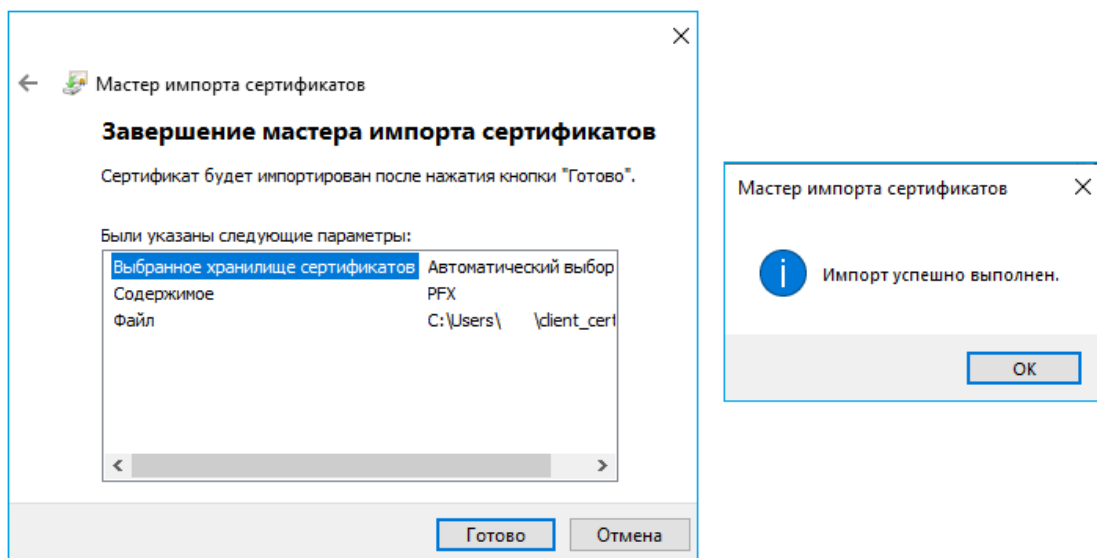 Мастер импорта сертификатов
Завершение мастера импорта сертификатов
Сертификат будет импортирован после нажатия кнопки "Готово".
Были указаны следующие параметры:
Выбранное хранилище сертификатов Автоматический выбор
Содержимое PFX
Файл C:\Users\ \client_cert
Готово Отмена
Мастер импорта сертификатов
Импорт успешно выполнен.
ОК